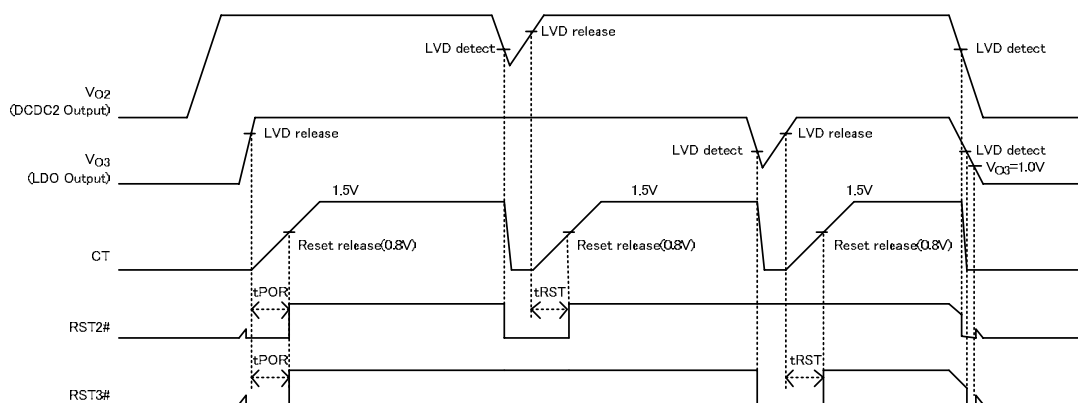 LVD release
LVD detect
LVD detect
VO2
(DCDC2 Output)
LVD release
LVD release
VO3
(LDO Output)
LVD detect
LVD detect
VO3=1.0V
1.5V
1.5V
1.5V
Reset release(0.8V)
Reset release(0.8V)
Reset release(0.8V)
CT
tPOR
tRST
RST2#
tPOR
tRST
RST3#